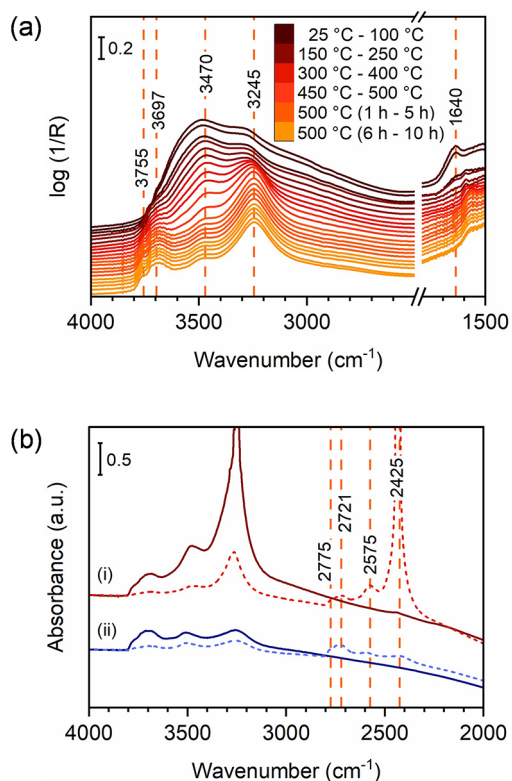 (a)
0.2
3755
3697
3470
3245
1640
25 °C - 100 °C
150 °C - 250 °C
300 °C - 400 °C
450 °C - 500 °C
500 °C (1 h - 5 h)
500 °C (6 h - 10 h)
log (1/R)
4000 3500 3000 1500
Wavenumber (cm⁻¹)
(b)
0.5
2775
2721
2575
2425
(i)
(ii)
Absorbance (a.u.)
4000 3500 3000 2500 2000
Wavenumber (cm⁻¹)